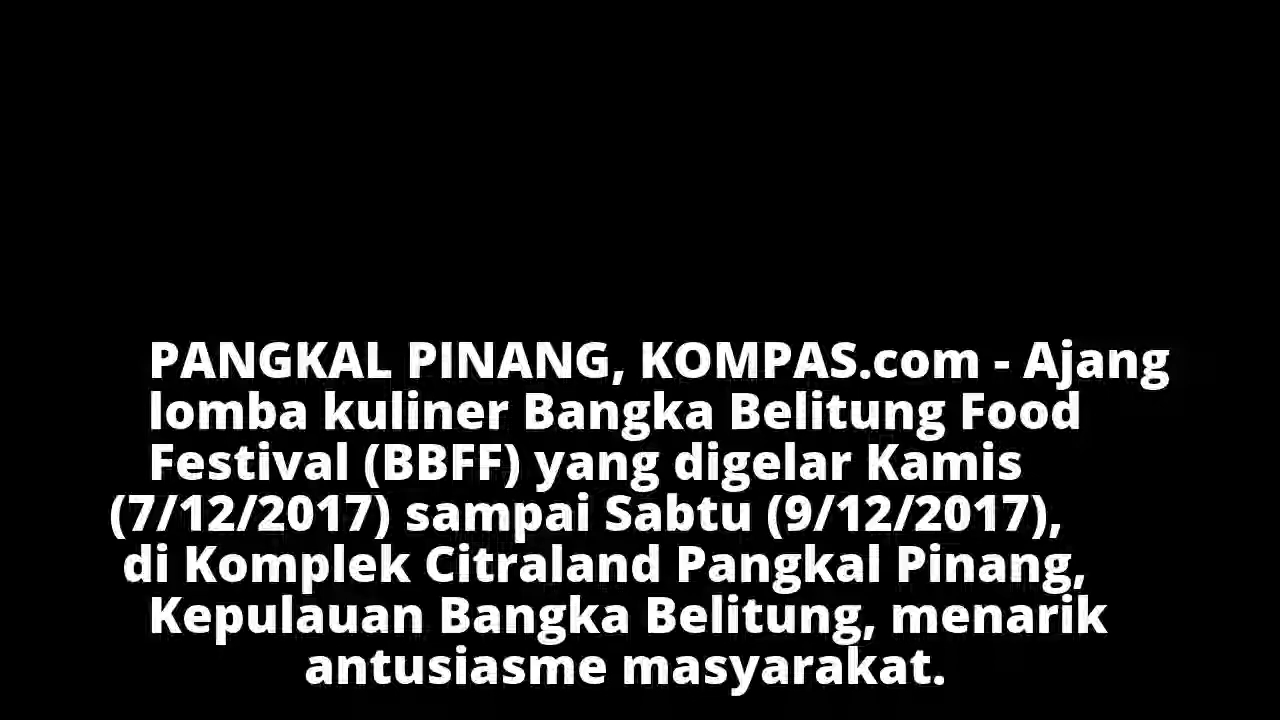 PANGKAL PINANG, KOMPAS.com - Ajang
lomba kuliner Bangka Belitung Food
Festival (BBFF) yang digelar Kamis
(7/12/2017) sampai Sabtu (9/12/2017),
di Komplek Citraland Pangkal Pinang,
Kepulauan Bangka Belitung, menarik
antusiasme masyarakat.